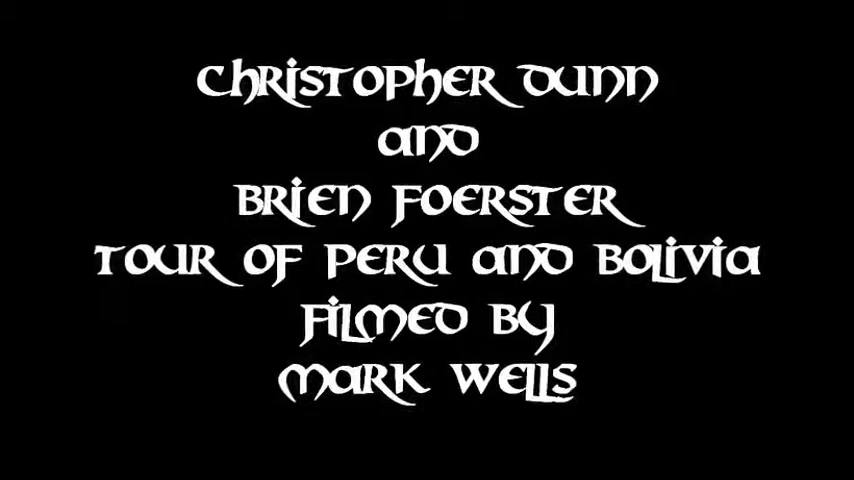 Christopher Dunn
and
Brien Foerster
Tour of Peru and Bolivia
Filmed By
Mark Wells